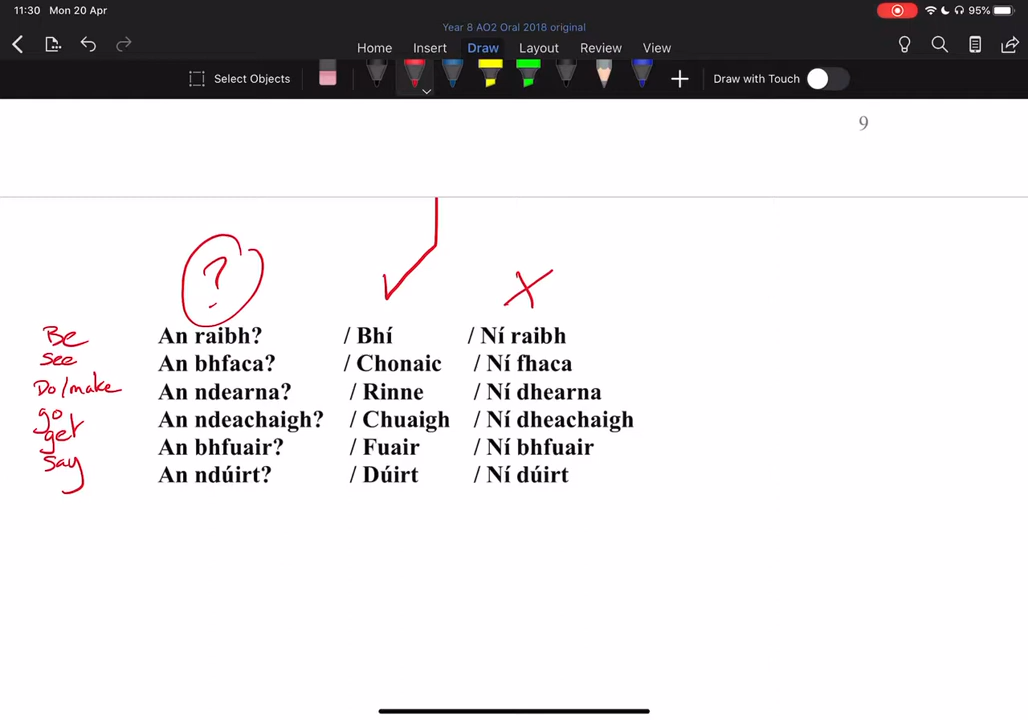 11:30 Mon 20 Apr 95%
Year 8 AO2 Oral 2018 original
Home Insert Draw Layout Review View
Select Objects Draw with Touch
9
?
Be An raibh? / Bhí / Ní raibh
see An bhfaca? / Chonaic / Ní fhaca
Do/make An ndearna? / Rinne / Ní dhearna
go An ndeachaigh? / Chuaigh / Ní dheachaigh
get An bhfuair? / Fuair / Ní bhfuair
say An ndúirt? / Dúirt / Ní dúirt